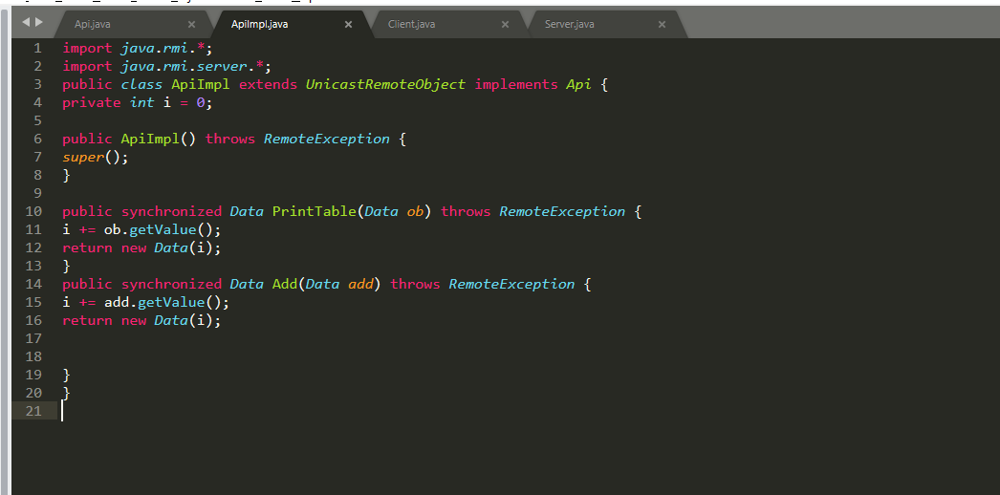 Api.java × ApiImpl.java × Client.java × Server.java ×
1 import java.rmi.*;
2 import java.rmi.server.*;
3 public class ApiImpl extends UnicastRemoteObject implements Api {
4 private int i = 0;
5
6 public ApiImpl() throws RemoteException {
7 super();
8 }
9
10 public synchronized Data PrintTable(Data ob) throws RemoteException {
11 i += ob.getValue();
12 return new Data(i);
13 }
14 public synchronized Data Add(Data add) throws RemoteException {
15 i += add.getValue();
16 return new Data(i);
17
18
19 }
20 }
21